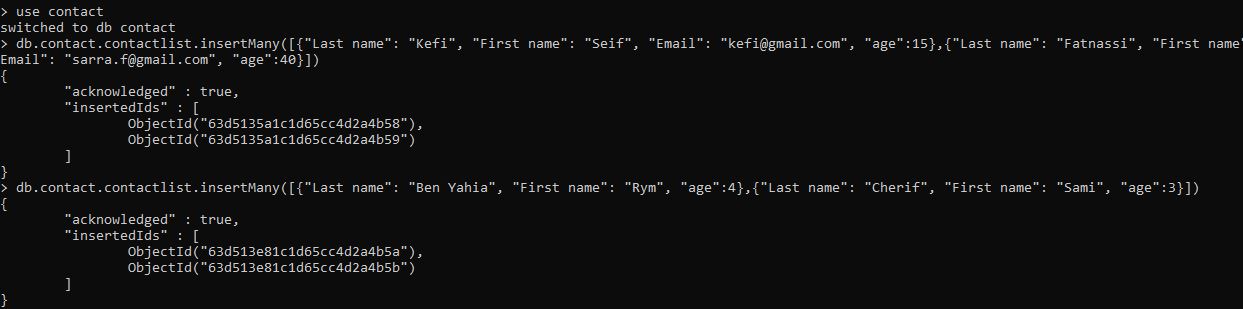 > use contact
switched to db contact
> db.contact.contactlist.insertMany([{"Last name": "Kefi", "First name": "Seif", "Email": "kefi@gmail.com", "age":15},{"Last name": "Fatnassi", "First name"
Email": "sarra.f@gmail.com", "age":40}])
{
        "acknowledged" : true,
        "insertedIds" : [
                ObjectId("63d5135a1c1d65cc4d2a4b58"),
                ObjectId("63d5135a1c1d65cc4d2a4b59")
        ]
}
> db.contact.contactlist.insertMany([{"Last name": "Ben Yahia", "First name": "Rym", "age":4},{"Last name": "Cherif", "First name": "Sami", "age":3}])
{
        "acknowledged" : true,
        "insertedIds" : [
                ObjectId("63d513e81c1d65cc4d2a4b5a"),
                ObjectId("63d513e81c1d65cc4d2a4b5b")
        ]
}